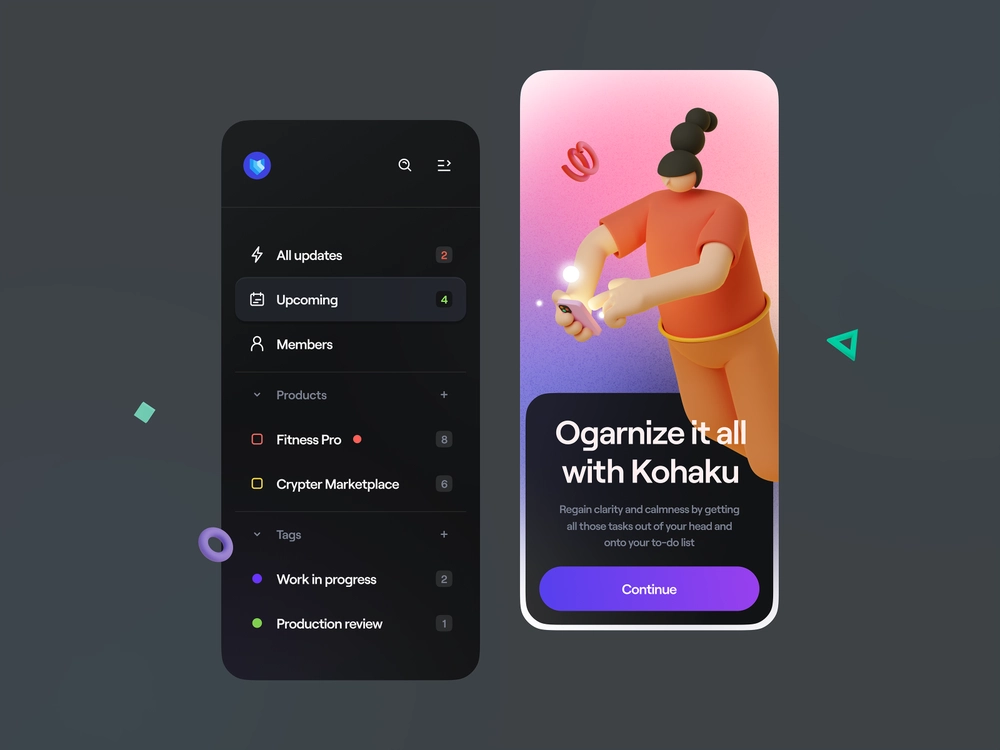 All updates 2
Upcoming 4
Members
Products +
Fitness Pro 8
Crypter Marketplace 6
Tags +
Work in progress 2
Production review 1
Ogarnize it all
with Kohaku
Regain clarity and calmness by getting
all those tasks out of your head and
onto your to-do list
Continue